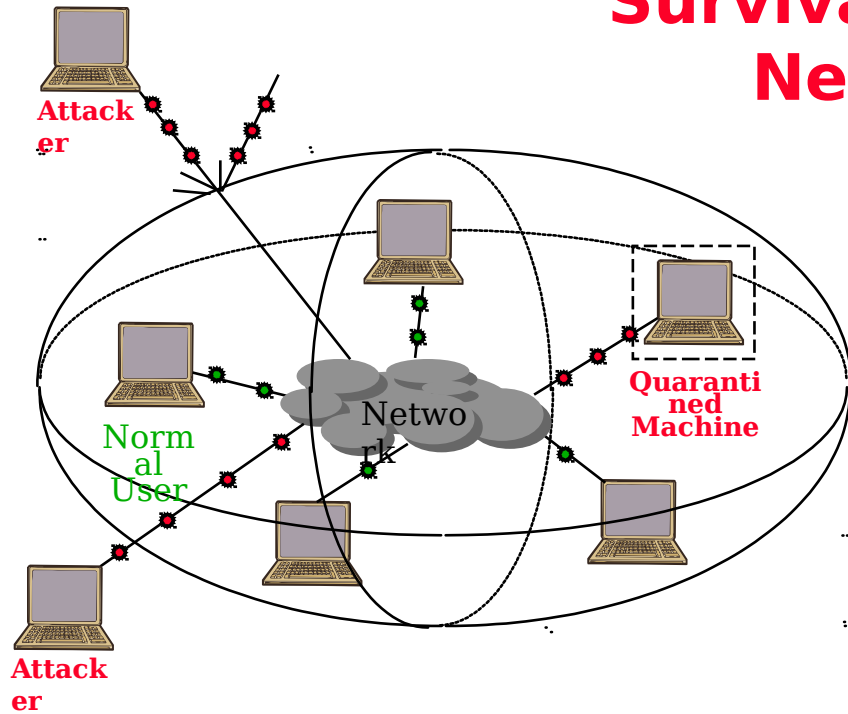 Surviva
Ne
Attack
er
Netwo
rk
Quaranti
ned
Machine
Norm
al
User
Attack
er